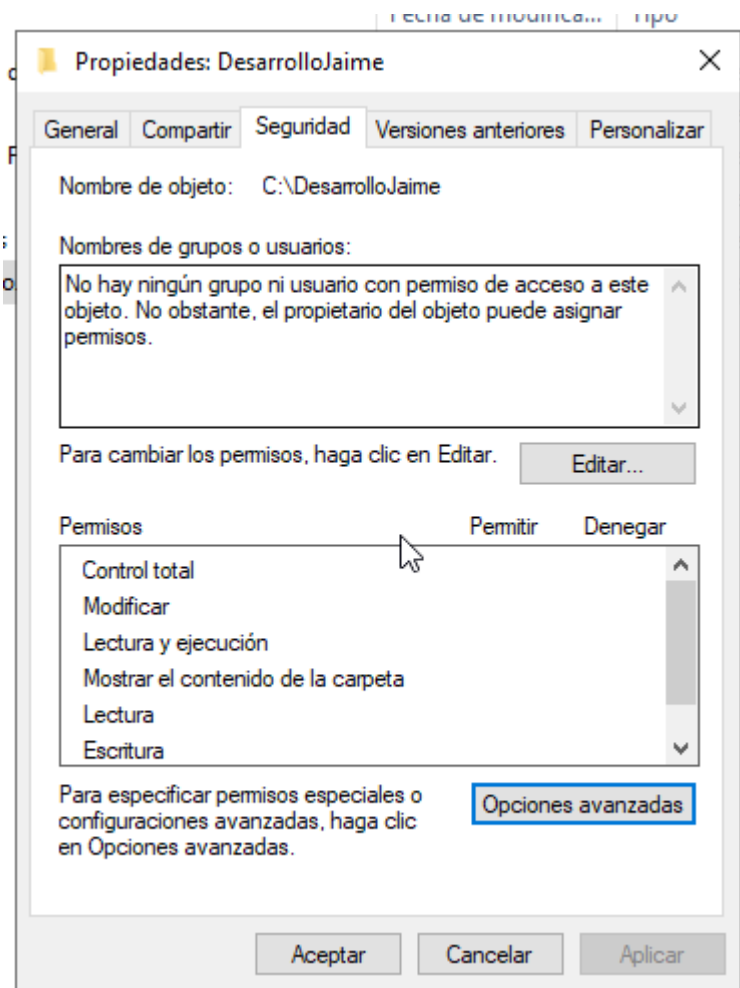 Fecha de modifica... Tipo
Propiedades: DesarrolloJaime
General Compartir Seguridad Versiones anteriores Personalizar
Nombre de objeto: C:\DesarrolloJaime
Nombres de grupos o usuarios:
No hay ningún grupo ni usuario con permiso de acceso a este
objeto. No obstante, el propietario del objeto puede asignar
permisos.
Para cambiar los permisos, haga clic en Editar. Editar...
Permisos Permitir Denegar
Control total
Modificar
Lectura y ejecución
Mostrar el contenido de la carpeta
Lectura
Escritura
Para especificar permisos especiales o
configuraciones avanzadas, haga clic
en Opciones avanzadas.
Opciones avanzadas
Aceptar Cancelar Aplicar